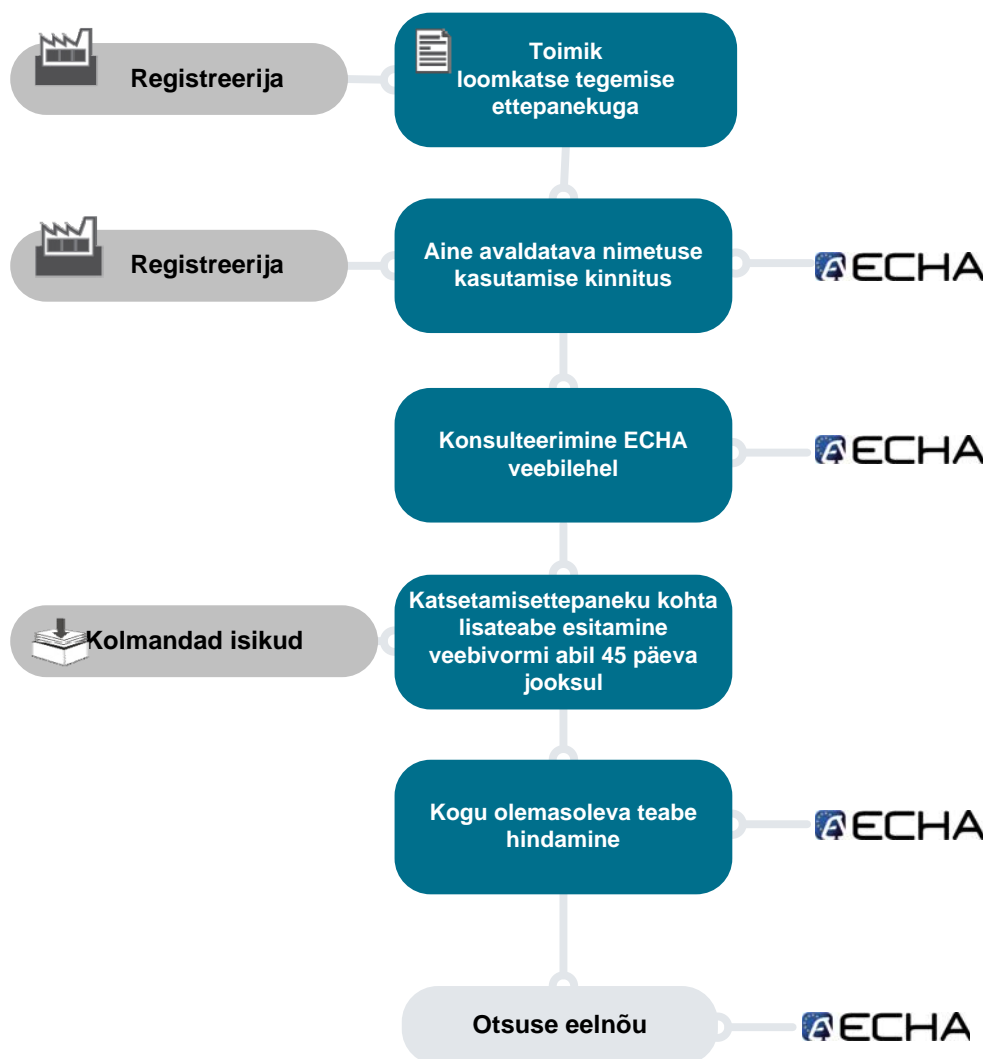 Registreerija
Toimik
loomkatse tegemise
ettepanekuga
Registreerija
Aine avaldatava nimetuse
kasutamise kinnitus
ECHA
Konsulteerimine ECHA
veebilehel
ECHA
Kolmandad isikud
Katsetamisettepaneku kohta
lisateabe esitamine
veebivormi abil 45 päeva
jooksul
Kogu olemasoleva teabe
hindamine
ECHA
Otsuse eelnõu
ECHA